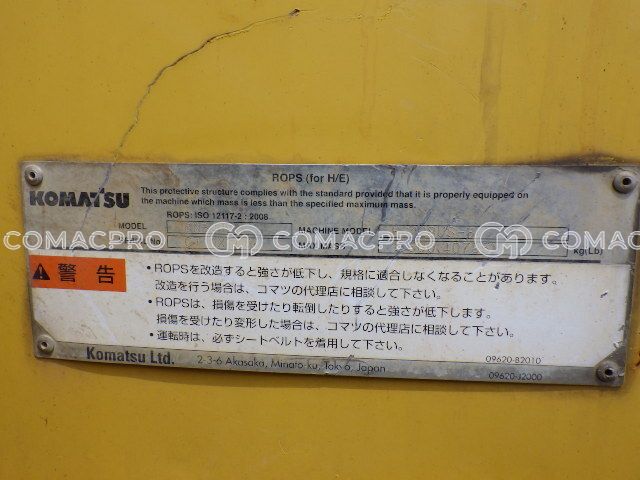 ROPS (for H/E)
KOMATSU
This protective structure complies with the standard provided that it is properly equipped on
the machine which mass is less than the specified maximum mass.
ROPS: ISO 12117-2 : 2008
MODEL
MACHINE MODEL
COMACPRO COMACPRO COMACPRO
kg(Lb)
警告
・ROPSを改造すると強さが低下し、規格に適合しなくなることがあります。
改造を行う場合は、コマツの代理店に相談して下さい。
・ROPSは、損傷を受けたり転倒したりすると強さが低下します。
損傷を受けたり変形した場合は、コマツの代理店に相談して下さい。
・運転時は、必ずシートベルトを着用して下さい。
Komatsu Ltd.
2-3-6 Akasaka, Minato-ku, Tokyo, Japan
09620-B2010
09620-J2000